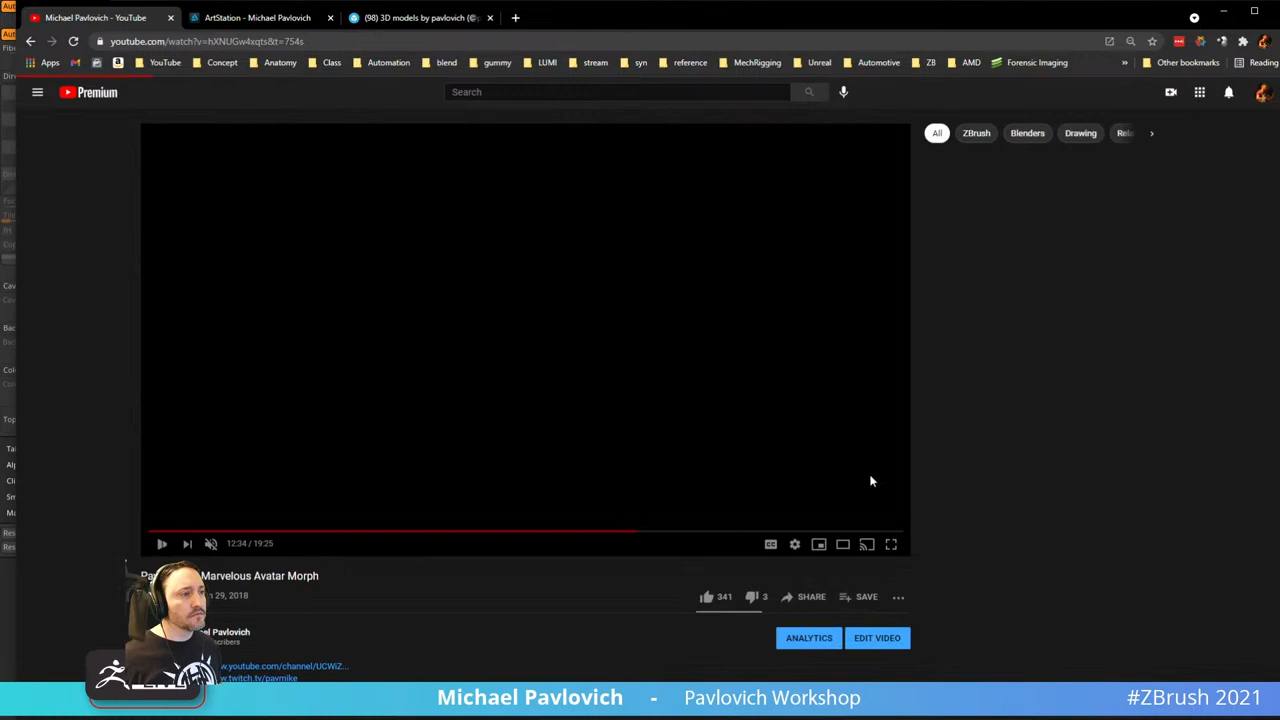 Michael Pavlovich - YouTube
ArtStation - Michael Pavlovich
(98) 3D models by pavlovich (@p
youtube.com/watch?v=hXNUGw4xqts&t=754s
Apps
YouTube
Concept
Anatomy
Class
Automation
blend
gummy
LUMI
stream
syn
reference
MechRigging
Unreal
Automotive
ZB
AMD
Forensic Imaging
»
Other bookmarks
Reading
Premium
Search
All
ZBrush
Blenders
Drawing
Rela
12:34 / 19:25
CC
Marvelous Avatar Morph
29, 2018
341
3
SHARE
SAVE
el Pavlovich
scribers
ANALYTICS
EDIT VIDEO
w.youtube.com/channel/UCWiZ...
w.twitch.tv/pavmike
Michael Pavlovich - Pavlovich Workshop #ZBrush 2021